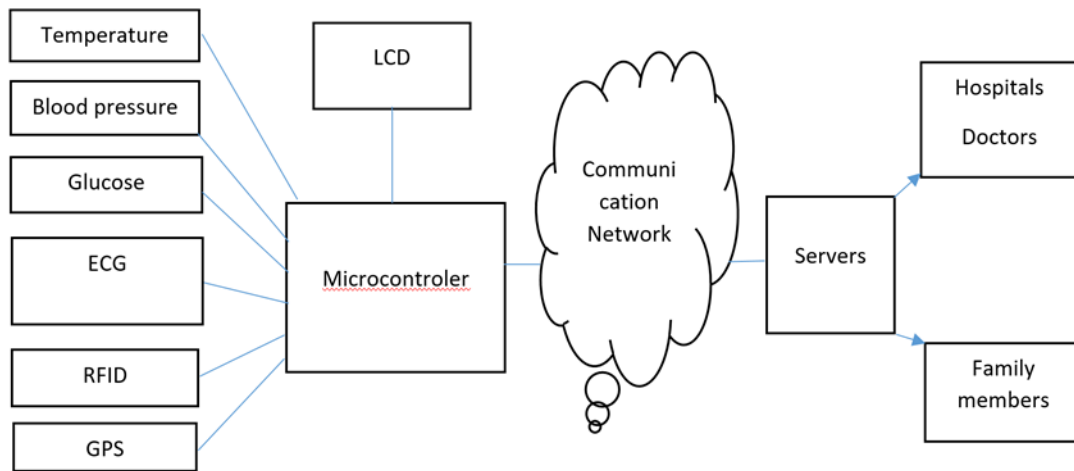 Temperature
Blood pressure
Glucose
ECG
RFID
GPS
LCD
Microcontroler
Communi
cation
Network
Servers
Hospitals
Doctors
Family
members